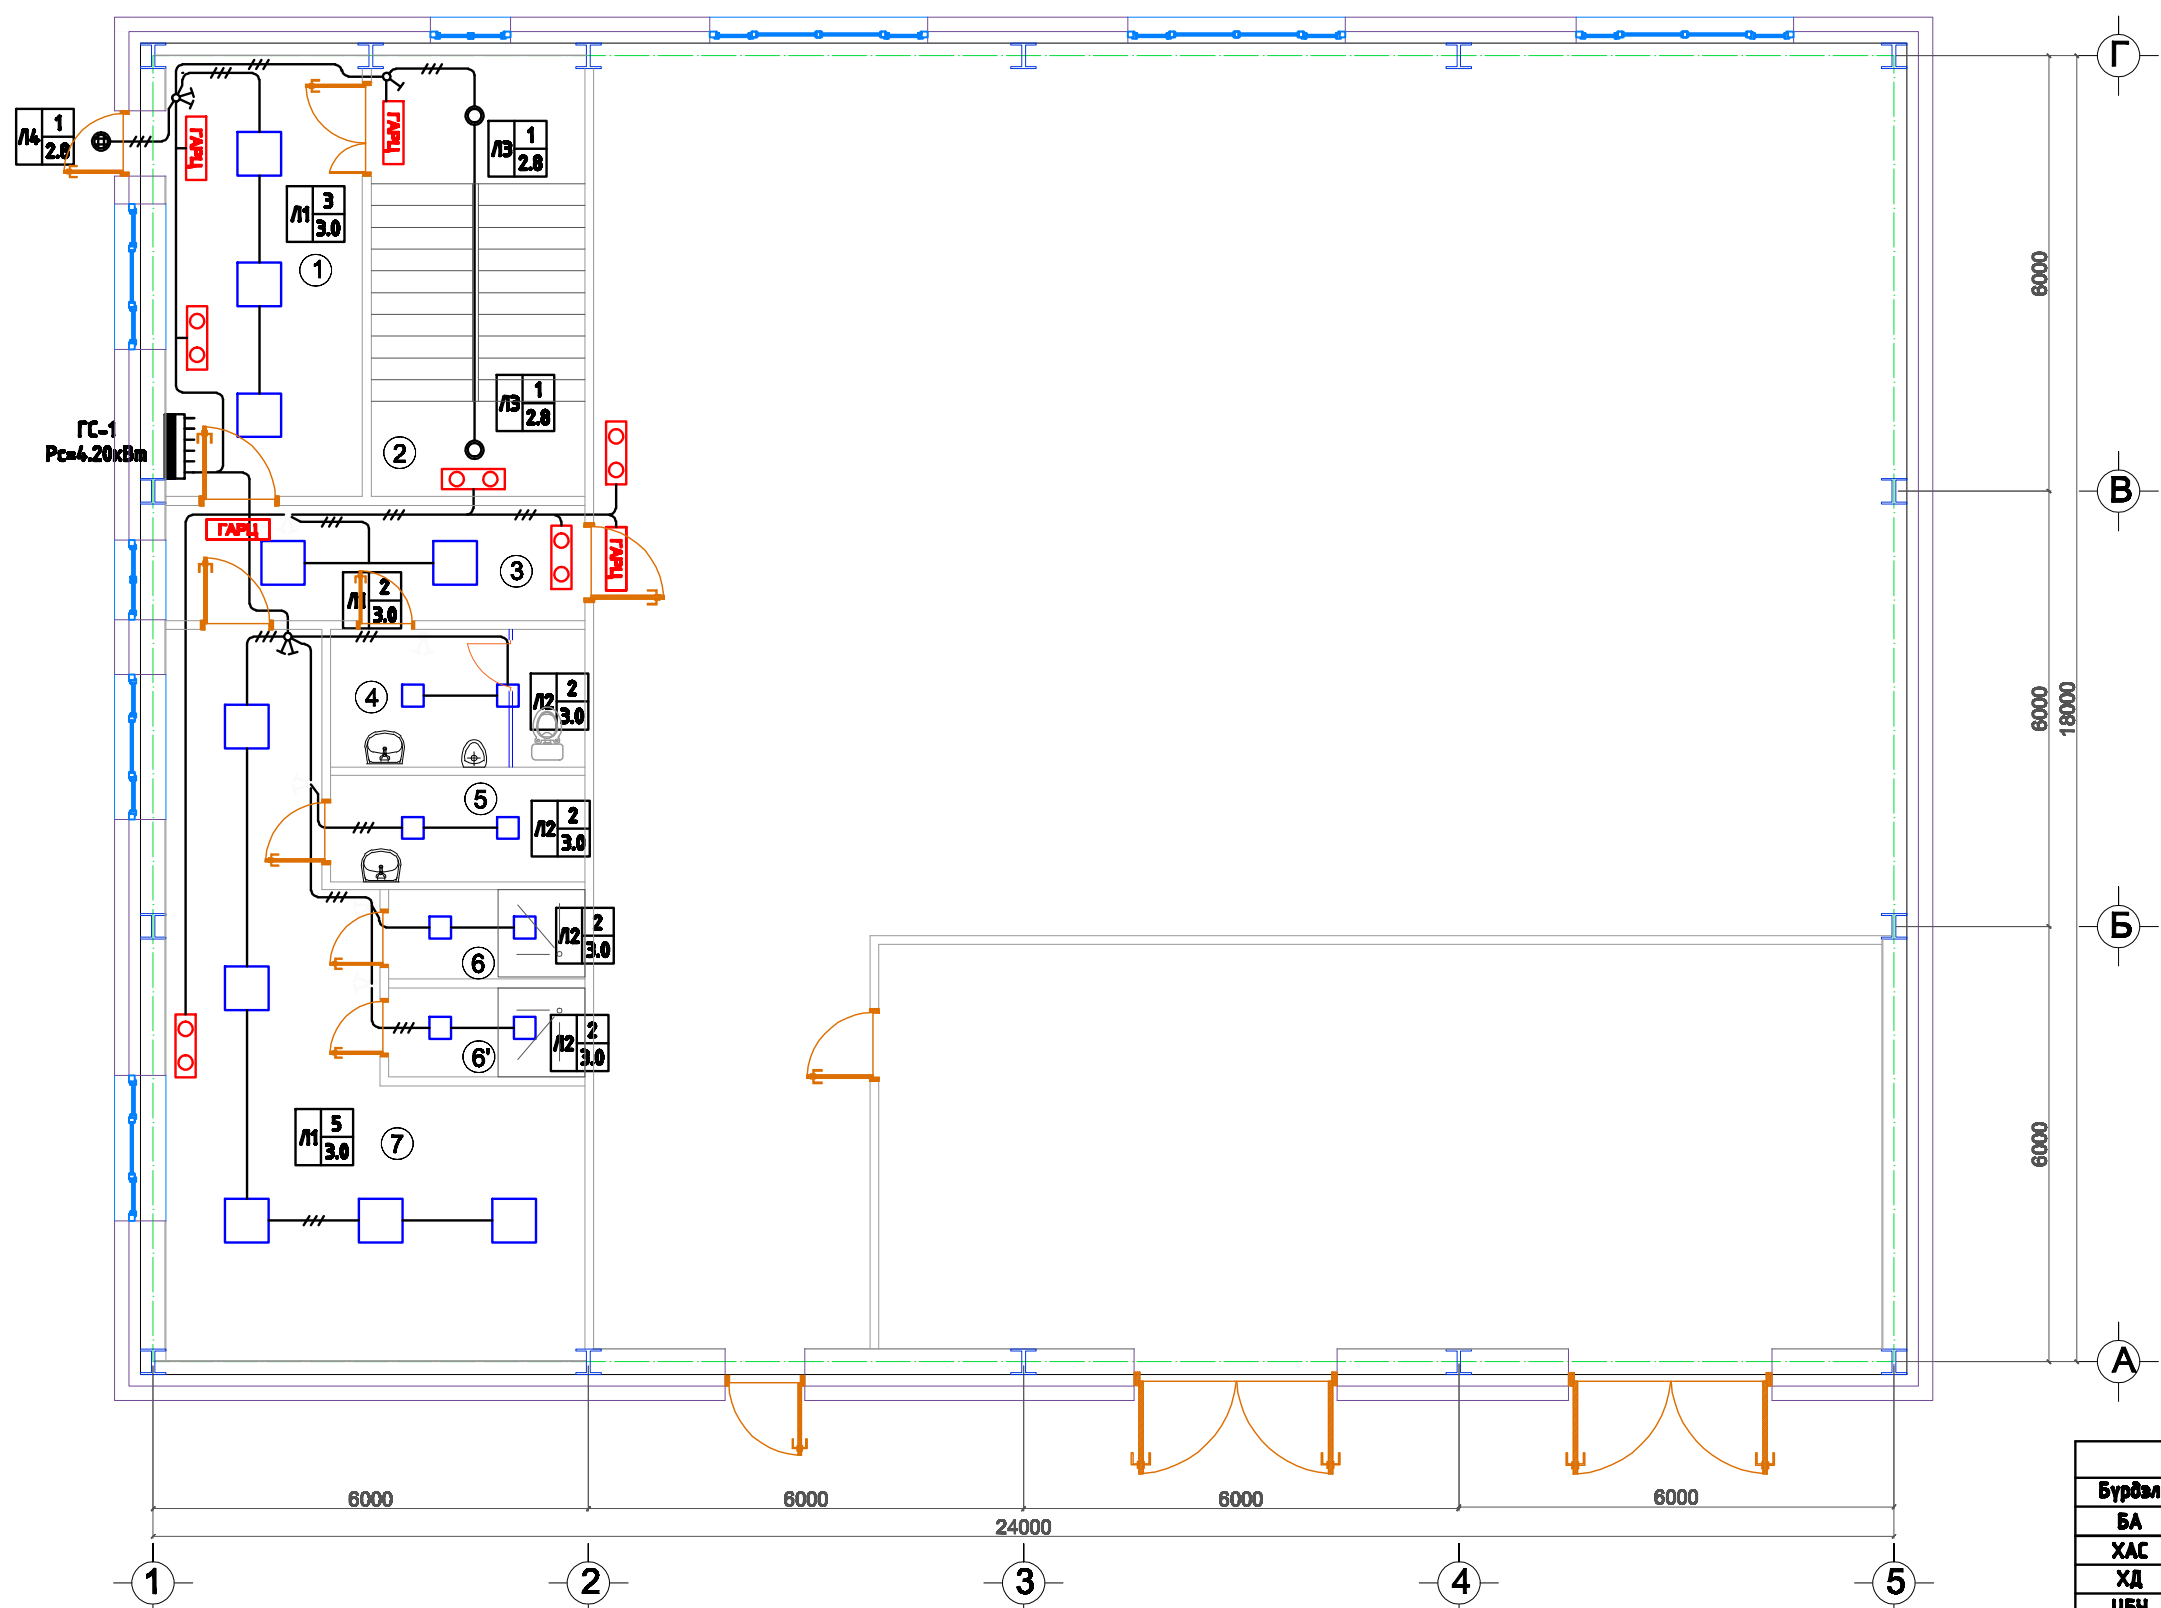 Г
Л4 1 2.8
ГАРЦ
ГАРЦ
Л3 1 2.8
Л1 3 3.0
1
6000
Л3 1 2.8
ГС-1
Рс=4.20кВт
2
В
ГАРЦ
ГАРЦ
3
Л1 2 3.0
4
Л2 2 3.0
6000
18000
5
Л2 2 3.0
Л2 2 3.0
6
Б
Л2 2 3.0
6'
Л1 5 3.0
7
6000
А
6000
6000
6000
6000
24000
Бүрдэл
БА
ХАС
ХД
1
2
3
4
5